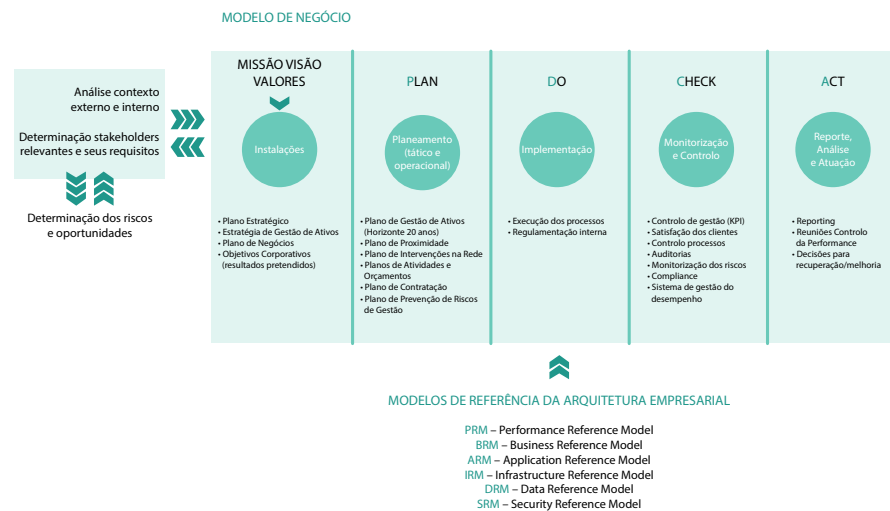 MODELO DE NEGÓCIO
Análise contexto
externo e interno
Determinação stakeholders
relevantes e seus requisitos
Determinação dos riscos
e oportunidades
MISSÃO VISÃO
VALORES
Instalações
• Plano Estratégico
• Estratégia de Gestão de Ativos
• Plano de Negócios
• Objetivos Corporativos
(resultados pretendidos)
PLAN
Planeamento
(tático e
operacional)
• Plano de Gestão de Ativos
(Horizonte 20 anos)
• Plano de Proximidade
• Plano de Intervenções na Rede
• Planos de Atividades e
Orçamentos
• Plano de Contratação
• Plano de Prevenção de Riscos
de Gestão
DO
Implementação
• Execução dos processos
• Regulamentação interna
CHECK
Monitorização
e Controlo
• Controlo de gestão (KPI)
• Satisfação dos clientes
• Controlo processos
• Auditorias
• Monitorização dos riscos
• Compliance
• Sistema de gestão do
desempenho
ACT
Reporte,
Análise
e Atuação
• Reporting
• Reuniões Controlo
da Performance
• Decisões para
recuperação/melhoria
MODELOS DE REFERÊNCIA DA ARQUITETURA EMPRESARIAL
PRM – Performance Reference Model
BRM – Business Reference Model
ARM – Application Reference Model
IRM – Infrastructure Reference Model
DRM – Data Reference Model
SRM – Security Reference Model